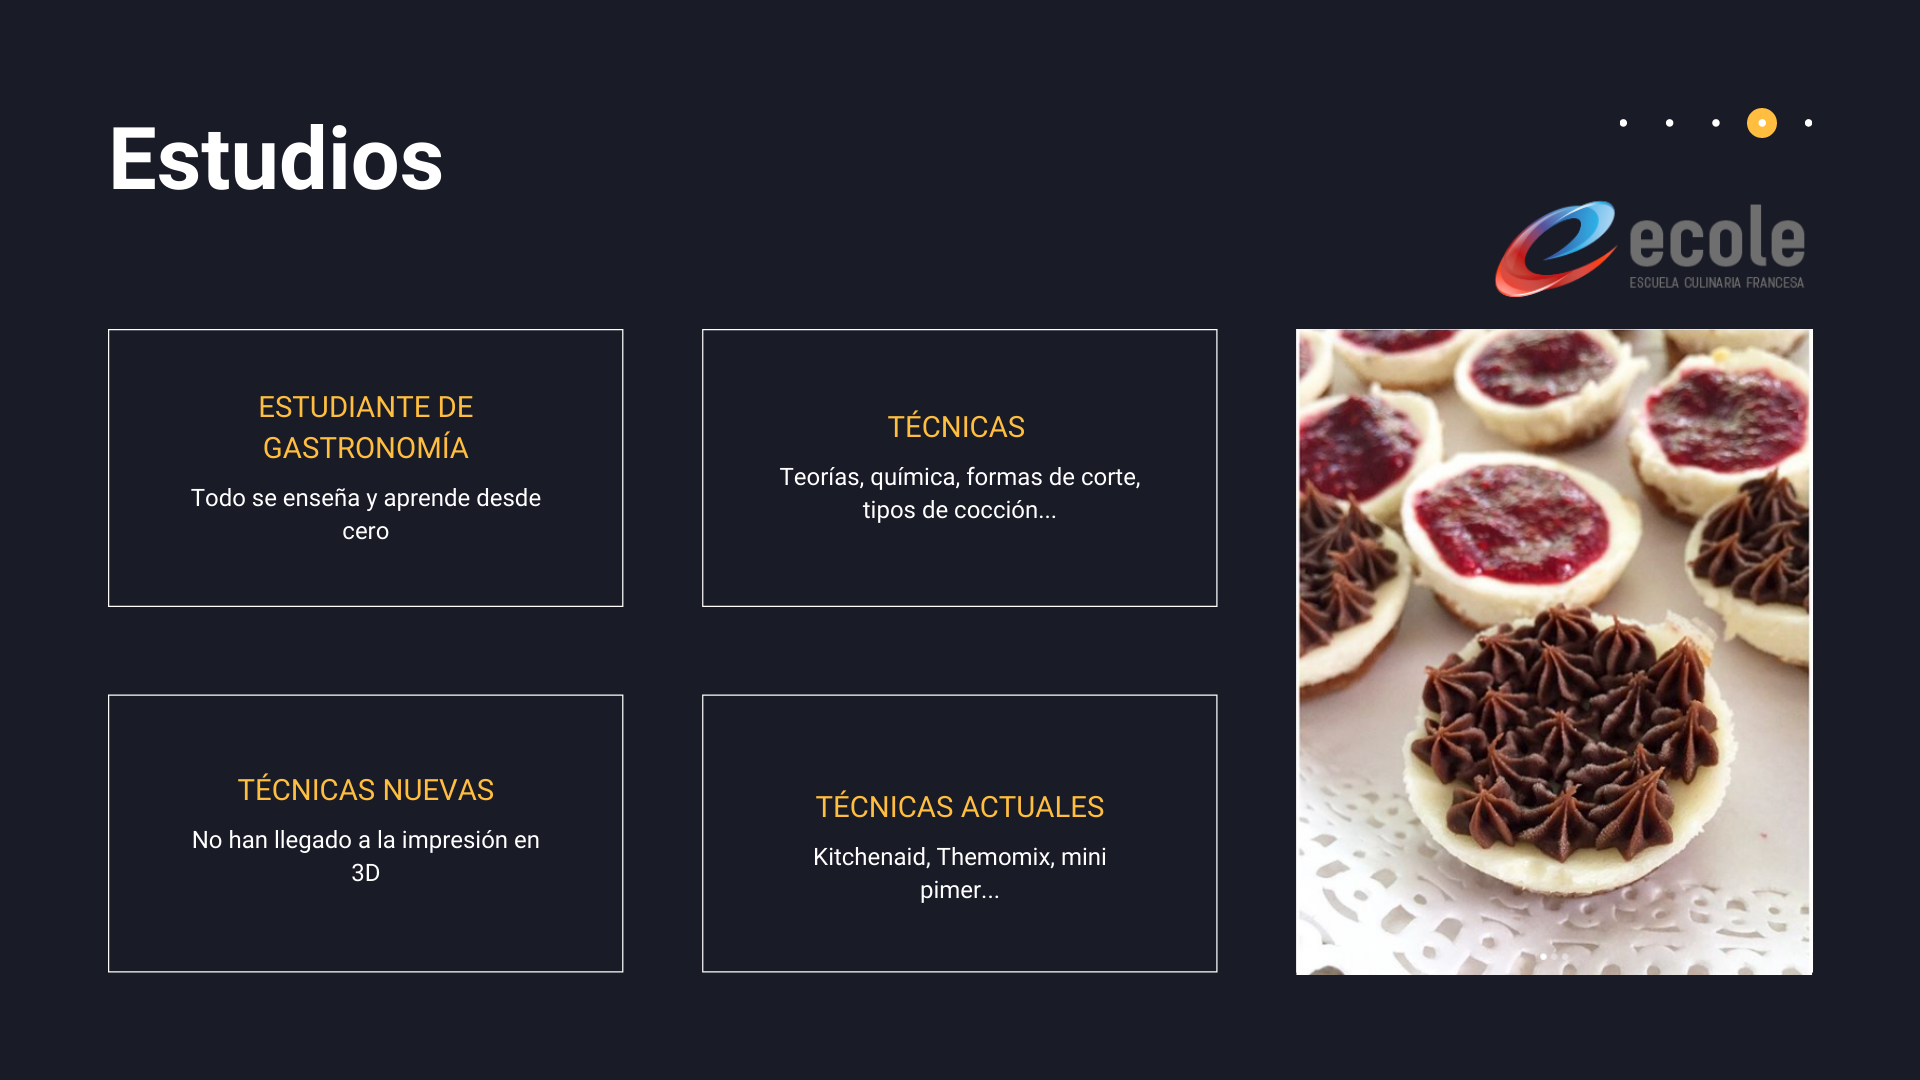 Estudios
ecole
ESCUELA CULINARIA FRANCESA
ESTUDIANTE DE
GASTRONOMÍA
Todo se enseña y aprende desde
cero
TÉCNICAS
Teorías, química, formas de corte,
tipos de cocción...
TÉCNICAS NUEVAS
No han llegado a la impresión en
3D
TÉCNICAS ACTUALES
Kitchenaid, Themomix, mini
pimer...